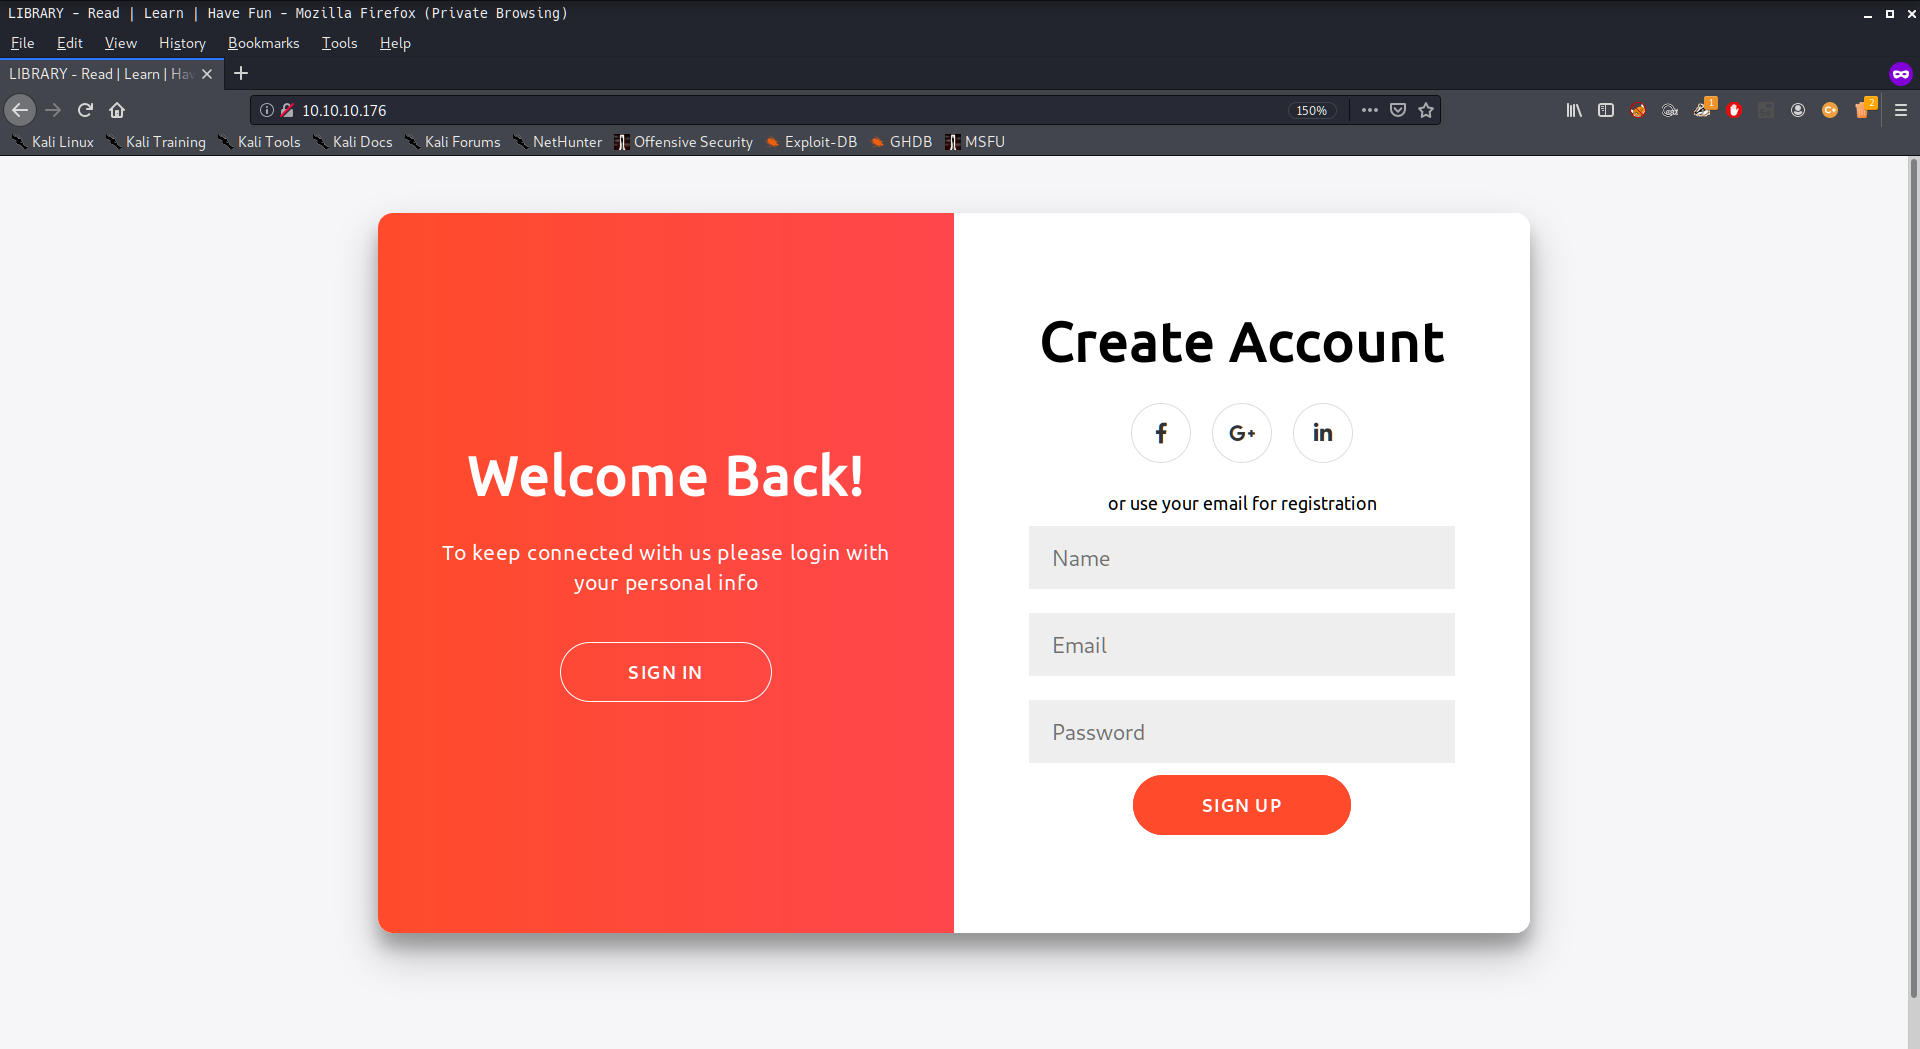 LIBRARY - Read | Learn | Have Fun - Mozilla Firefox (Private Browsing)
File Edit View History Bookmarks Tools Help
LIBRARY - Read | Learn | Hav
10.10.10.176 150%
1 2
Kali Linux Kali Training Kali Tools Kali Docs Kali Forums NetHunter Offensive Security Exploit-DB GHDB MSFU
Welcome Back!
To keep connected with us please login with
your personal info
SIGN IN
Create Account
f G+ in
or use your email for registration
Name
Email
Password
SIGN UP